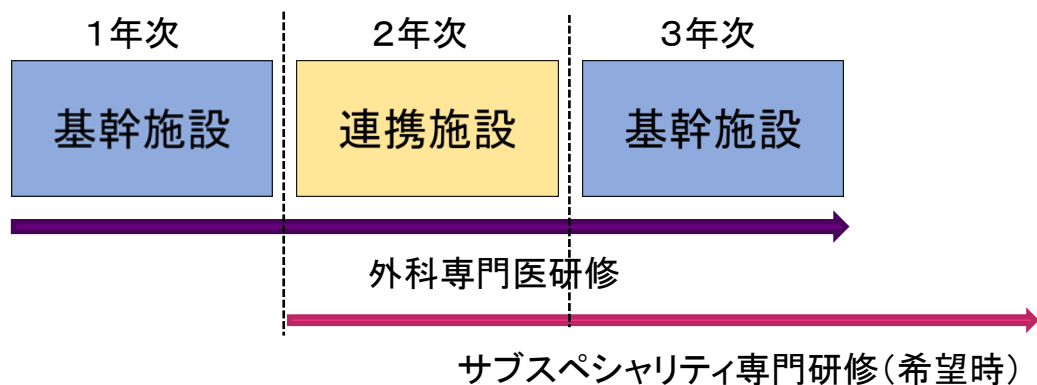 1年次 2年次 3年次
基幹施設 連携施設 基幹施設
外科専門医研修
サブスペシャリティ専門研修(希望時)